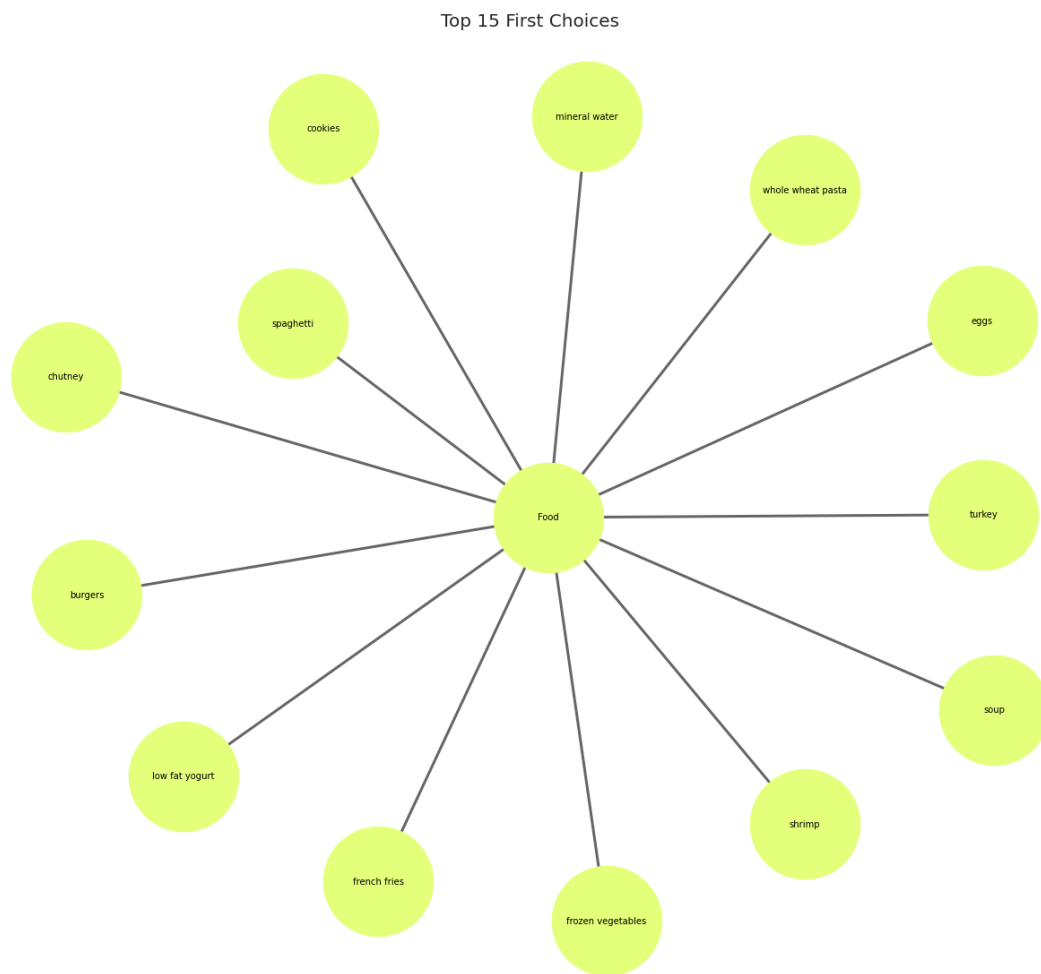 Top 15 First Choices
mineral water
cookies
whole wheat pasta
eggs
spaghetti
chutney
turkey
Food
burgers
soup
low fat yogurt
shrimp
french fries
frozen vegetables